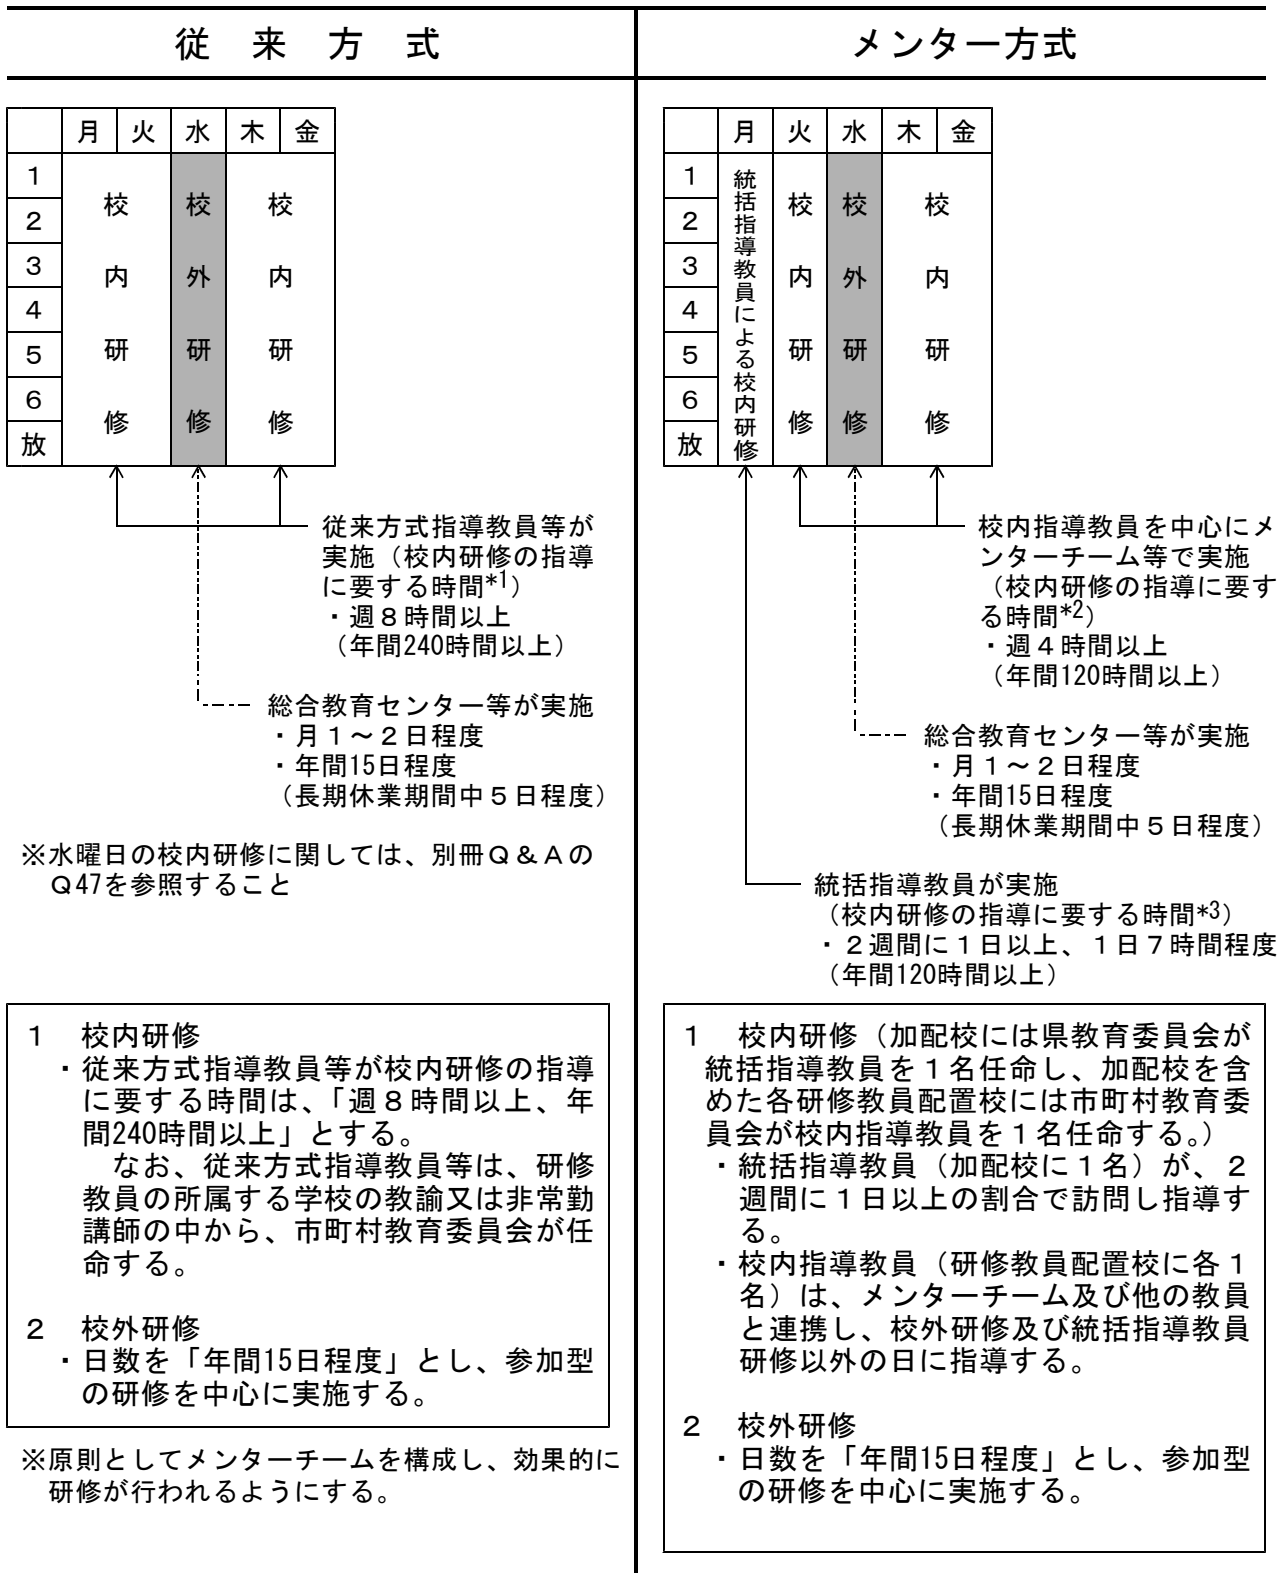 従来方式
月 火 水 木 金
1
2
3
4
5
6
放
校内研修
校外研修
校内研修
従来方式指導教員等が
実施（校内研修の指導
に要する時間*1）
・週８時間以上
（年間240時間以上）
総合教育センター等が実施
・月１～２日程度
・年間15日程度
（長期休業期間中５日程度）
※水曜日の校内研修に関しては、別冊Ｑ＆Ａの
Ｑ47を参照すること
1 校内研修
・従来方式指導教員等が校内研修の指導
に要する時間は、「週８時間以上、年
間240時間以上」とする。
なお、従来方式指導教員等は、研修
教員の所属する学校の教諭又は非常勤
講師の中から、市町村教育委員会が任
命する。
2 校外研修
・日数を「年間15日程度」とし、参加型
の研修を中心に実施する。
※原則としてメンターチームを構成し、効果的に
研修が行われるようにする。
メンター方式
月 火 水 木 金
1
2
3
4
5
6
放
統括指導教員による校内研修
校内研修
校外研修
校内研修
校内指導教員を中心にメ
ンターチーム等で実施
（校内研修の指導に要す
る時間*2）
・週４時間以上
（年間120時間以上）
総合教育センター等が実施
・月１～２日程度
・年間15日程度
（長期休業期間中５日程度）
統括指導教員が実施
（校内研修の指導に要する時間*3）
・２週間に１日以上、１日７時間程度
（年間120時間以上）
1 校内研修（加配校には県教育委員会が
統括指導教員を１名任命し、加配校を含
めた各研修教員配置校には市町村教育委
員会が校内指導教員を１名任命する。）
・統括指導教員（加配校に１名）が、２
週間に１日以上の割合で訪問し指導す
る。
・校内指導教員（研修教員配置校に各１
名）は、メンターチーム及び他の教員
と連携し、校外研修及び統括指導教員
研修以外の日に指導する。
2 校外研修
・日数を「年間15日程度」とし、参加型
の研修を中心に実施する。